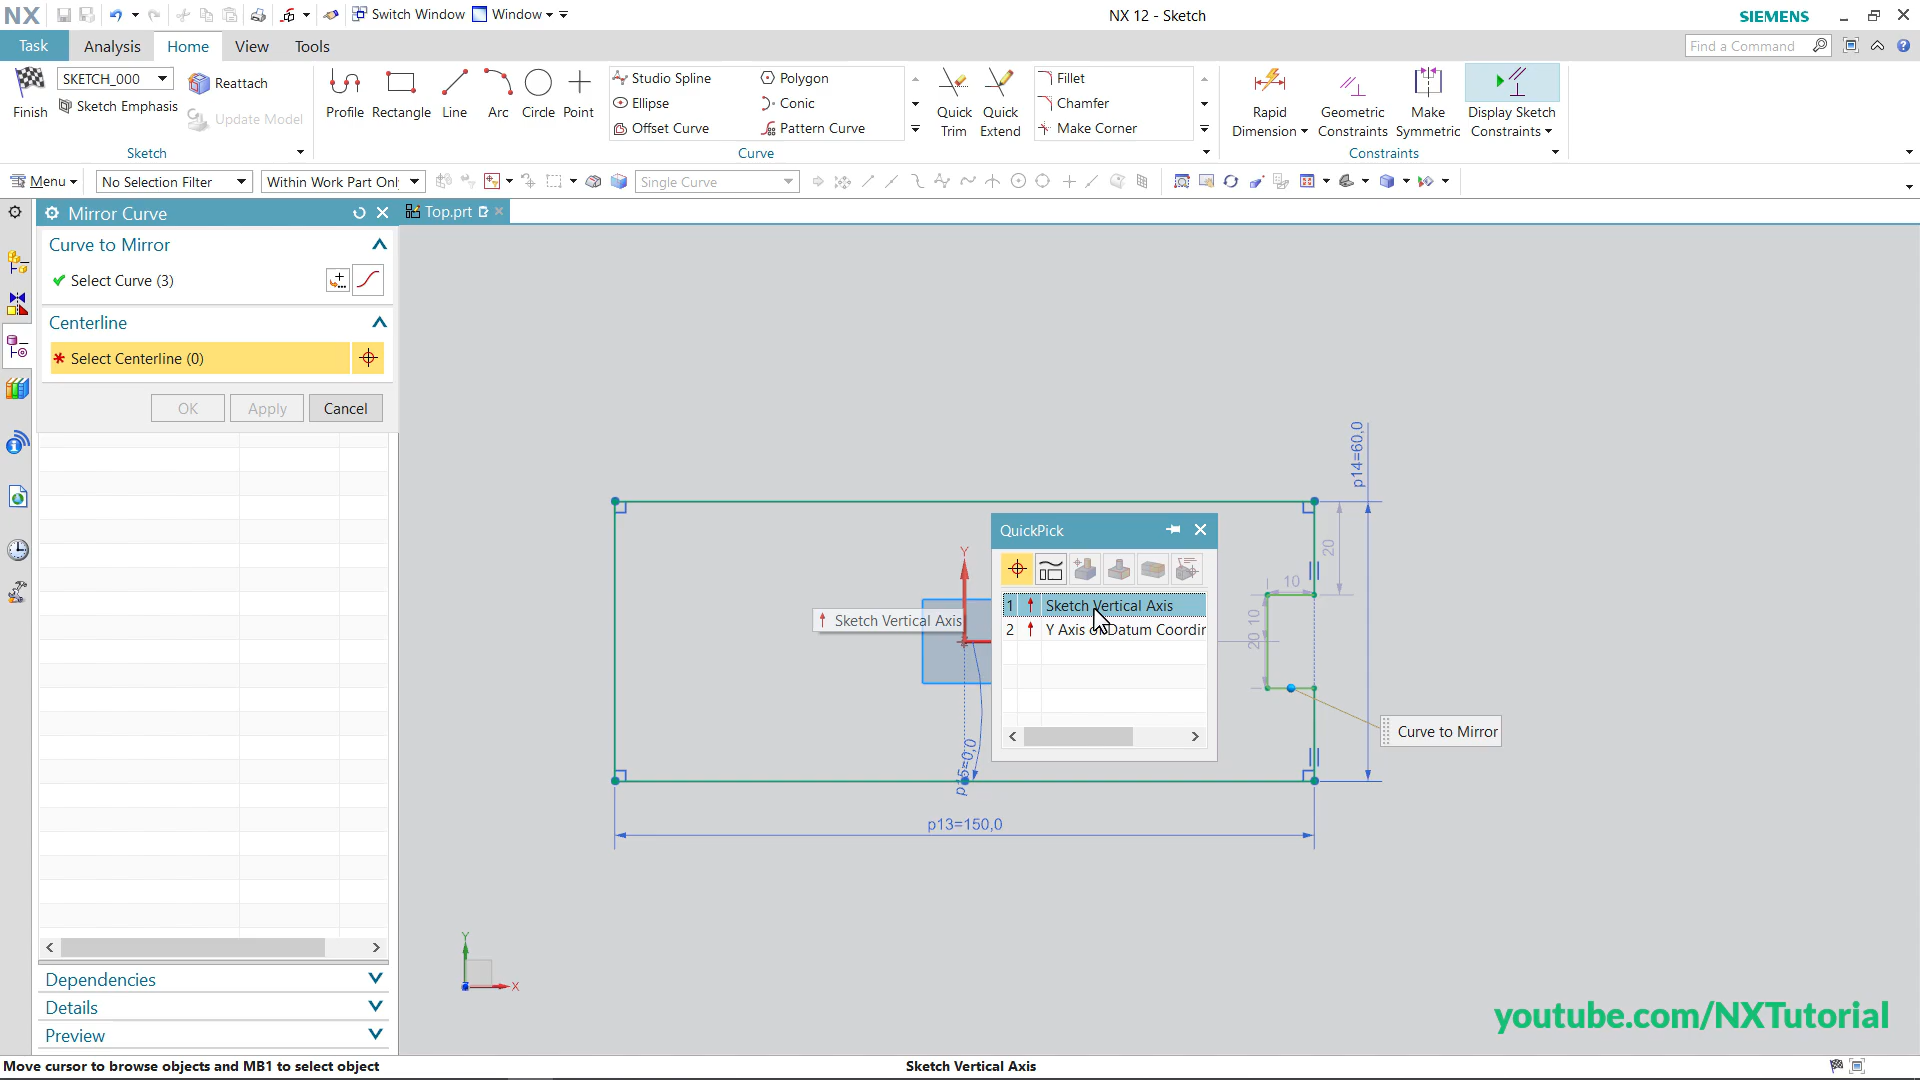 NX
Switch Window
Window
NX 12 - Sketch
SIEMENS
Task
Analysis
Home
View
Tools
Find a Command
SKETCH_000
Reattach
Finish
Sketch Emphasis
Update Model
Sketch
Profile
Rectangle
Line
Arc
Circle
Point
Studio Spline
Polygon
Ellipse
Conic
Offset Curve
Pattern Curve
Curve
Quick Trim
Quick Extend
Fillet
Chamfer
Make Corner
Rapid Dimension
Geometric Constraints
Make Symmetric
Display Sketch Constraints
Constraints
Menu
No Selection Filter
Within Work Part Onl
Single Curve
Mirror Curve
Top.prt
Curve to Mirror
Select Curve (3)
Centerline
* Select Centerline (0)
OK
Apply
Cancel
Dependencies
Details
Preview
p14=60,0
20
10
20 10
Y
Sketch Vertical Axis
QuickPick
1 Sketch Vertical Axis
2 Y Axis of Datum Coordin
Curve to Mirror
p15=0,0
p13=150,0
Y
X
youtube.com/NXTutorial
Move cursor to browse objects and MB1 to select object
Sketch Vertical Axis